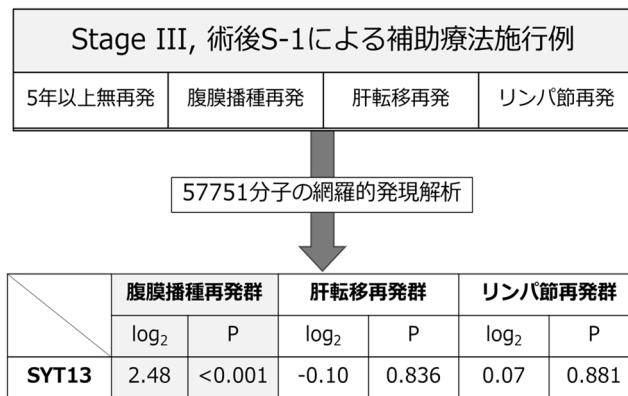 Stage III, 術後S-1による補助療法施行例
5年以上無再発 腹膜播種再発 肝転移再発 リンパ節再発
57751分子の網羅的発現解析
腹膜播種再発群 肝転移再発群 リンパ節再発群
log2 P log2 P log2 P
SYT13 2.48 <0.001 -0.10 0.836 0.07 0.881